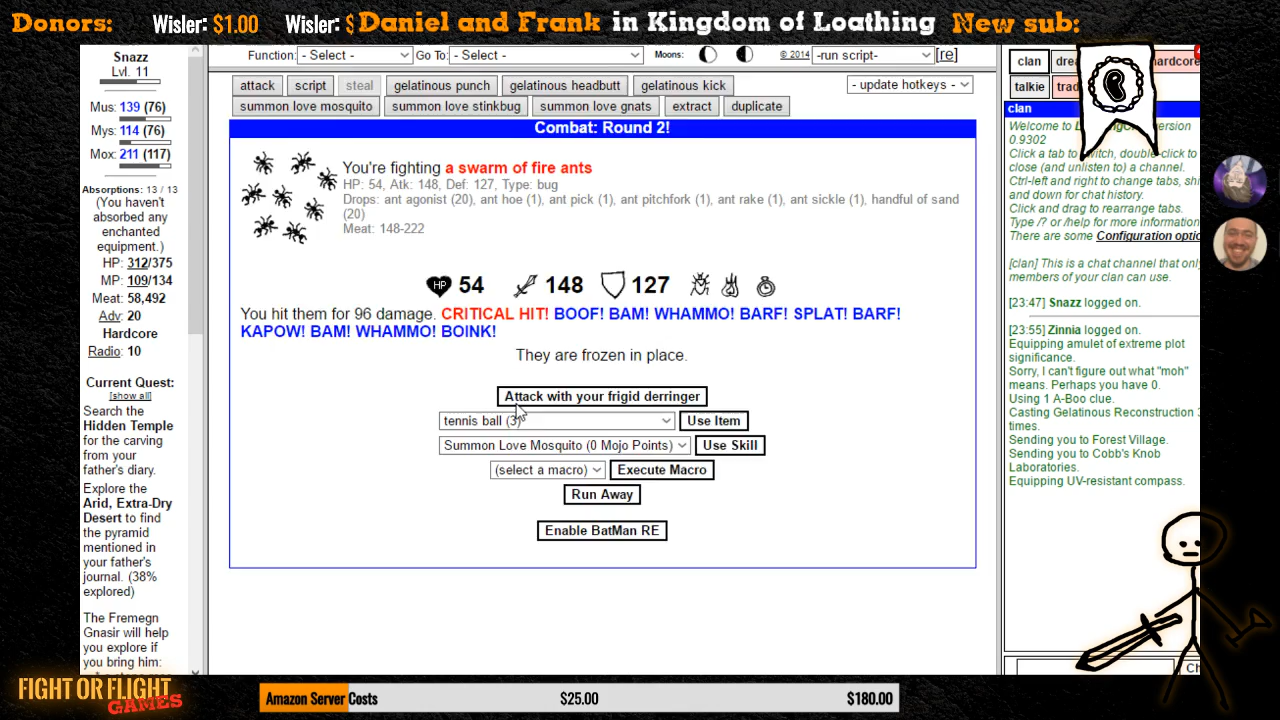 Donors: Wisler: $1.00 Wisler: $ Daniel and Frank in Kingdom of Loathing New sub:
Snazz
Lvl. 11
Mus: 139 (76)
Mys: 114 (76)
Mox: 211 (117)
Absorptions: 13 / 13
(You haven't
absorbed any
enchanted
equipment.)
HP: 312/375
MP: 109/134
Meat: 58,492
Adv: 20
Hardcore
Radio: 10
Current Quest:
[show all]
Search the
Hidden Temple
for the carving
from your
father's diary.
Explore the
Arid, Extra-Dry
Desert to find
the pyramid
mentioned in
your father's
journal. (38%
explored)
The Fremegn
Gnasir will help
you explore if
you bring him:
Function: - Select - Go To: - Select - Moons: © 2014 -run script- [re]
attack script steal gelatinous punch gelatinous headbutt gelatinous kick - update hotkeys -
summon love mosquito summon love stinkbug summon love gnats extract duplicate
Combat: Round 2!
You're fighting a swarm of fire ants
HP: 54, Atk: 148, Def: 127, Type: bug
Drops: ant agonist (20), ant hoe (1), ant pick (1), ant pitchfork (1), ant rake (1), ant sickle (1), handful of sand
(20)
Meat: 148-222
HP 54 148 127
You hit them for 96 damage. CRITICAL HIT! BOOF! BAM! WHAMMO! BARF! SPLAT! BARF!
KAPOW! BAM! WHAMMO! BOINK!
They are frozen in place.
Attack with your frigid derringer
tennis ball (3) Use Item
Summon Love Mosquito (0 Mojo Points) Use Skill
(select a macro) Execute Macro
Run Away
Enable BatMan RE
clan hardcore
talkie
clan
Welcome to
0.9302
Click a tab to switch, double-click to
close (and unlisten to) a channel.
Ctrl-left and right to change tabs,
and down for chat history.
Click and drag to rearrange tabs.
Type /? or /help for more information
There are some Configuration
[clan] This is a chat channel that only
members of your clan can use.
[23:47] Snazz logged on.
[23:55] Zinnia logged on.
Equipping amulet of extreme plot
significance.
Sorry, I can't figure out what "moh"
means. Perhaps you have 0.
Using 1 A-Boo clue.
Casting Gelatinous Reconstruction 3
times.
Sending you to Forest Village.
Sending you to Cobb's Knob
Laboratories.
Equipping UV-resistant compass.
FIGHT OR FLIGHT
GAMES
Amazon Server Costs $25.00 $180.00